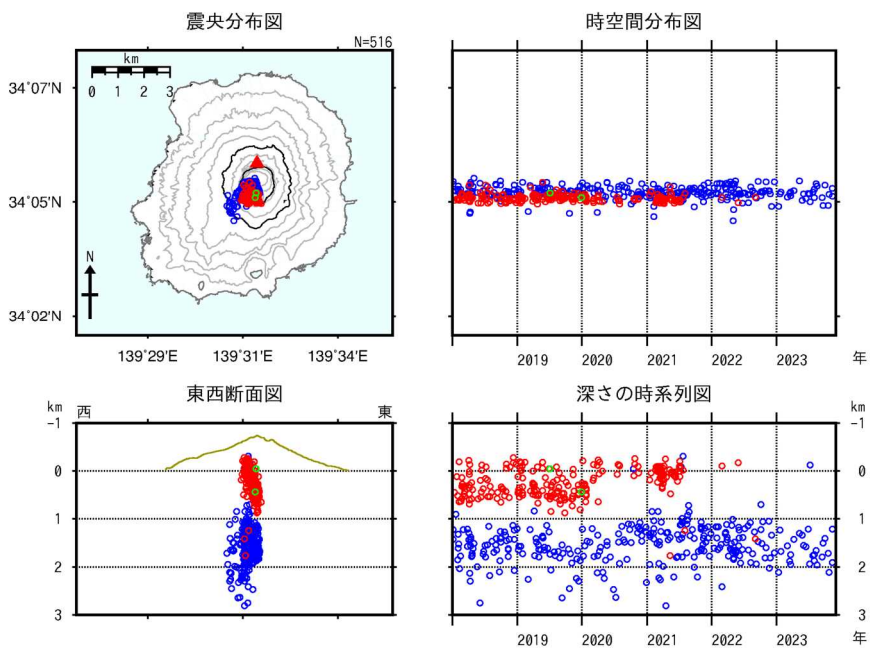 震央分布図
N=516
km
0 1 2 3
34°07'N
34°05'N
34°02'N
N
139°29'E 139°31'E 139°34'E
時空間分布図
2019 2020 2021 2022 2023 年
東西断面図
km
西 東
-1
0
1
2
3
深さの時系列図
km
-1
0
1
2
3
2019 2020 2021 2022 2023 年